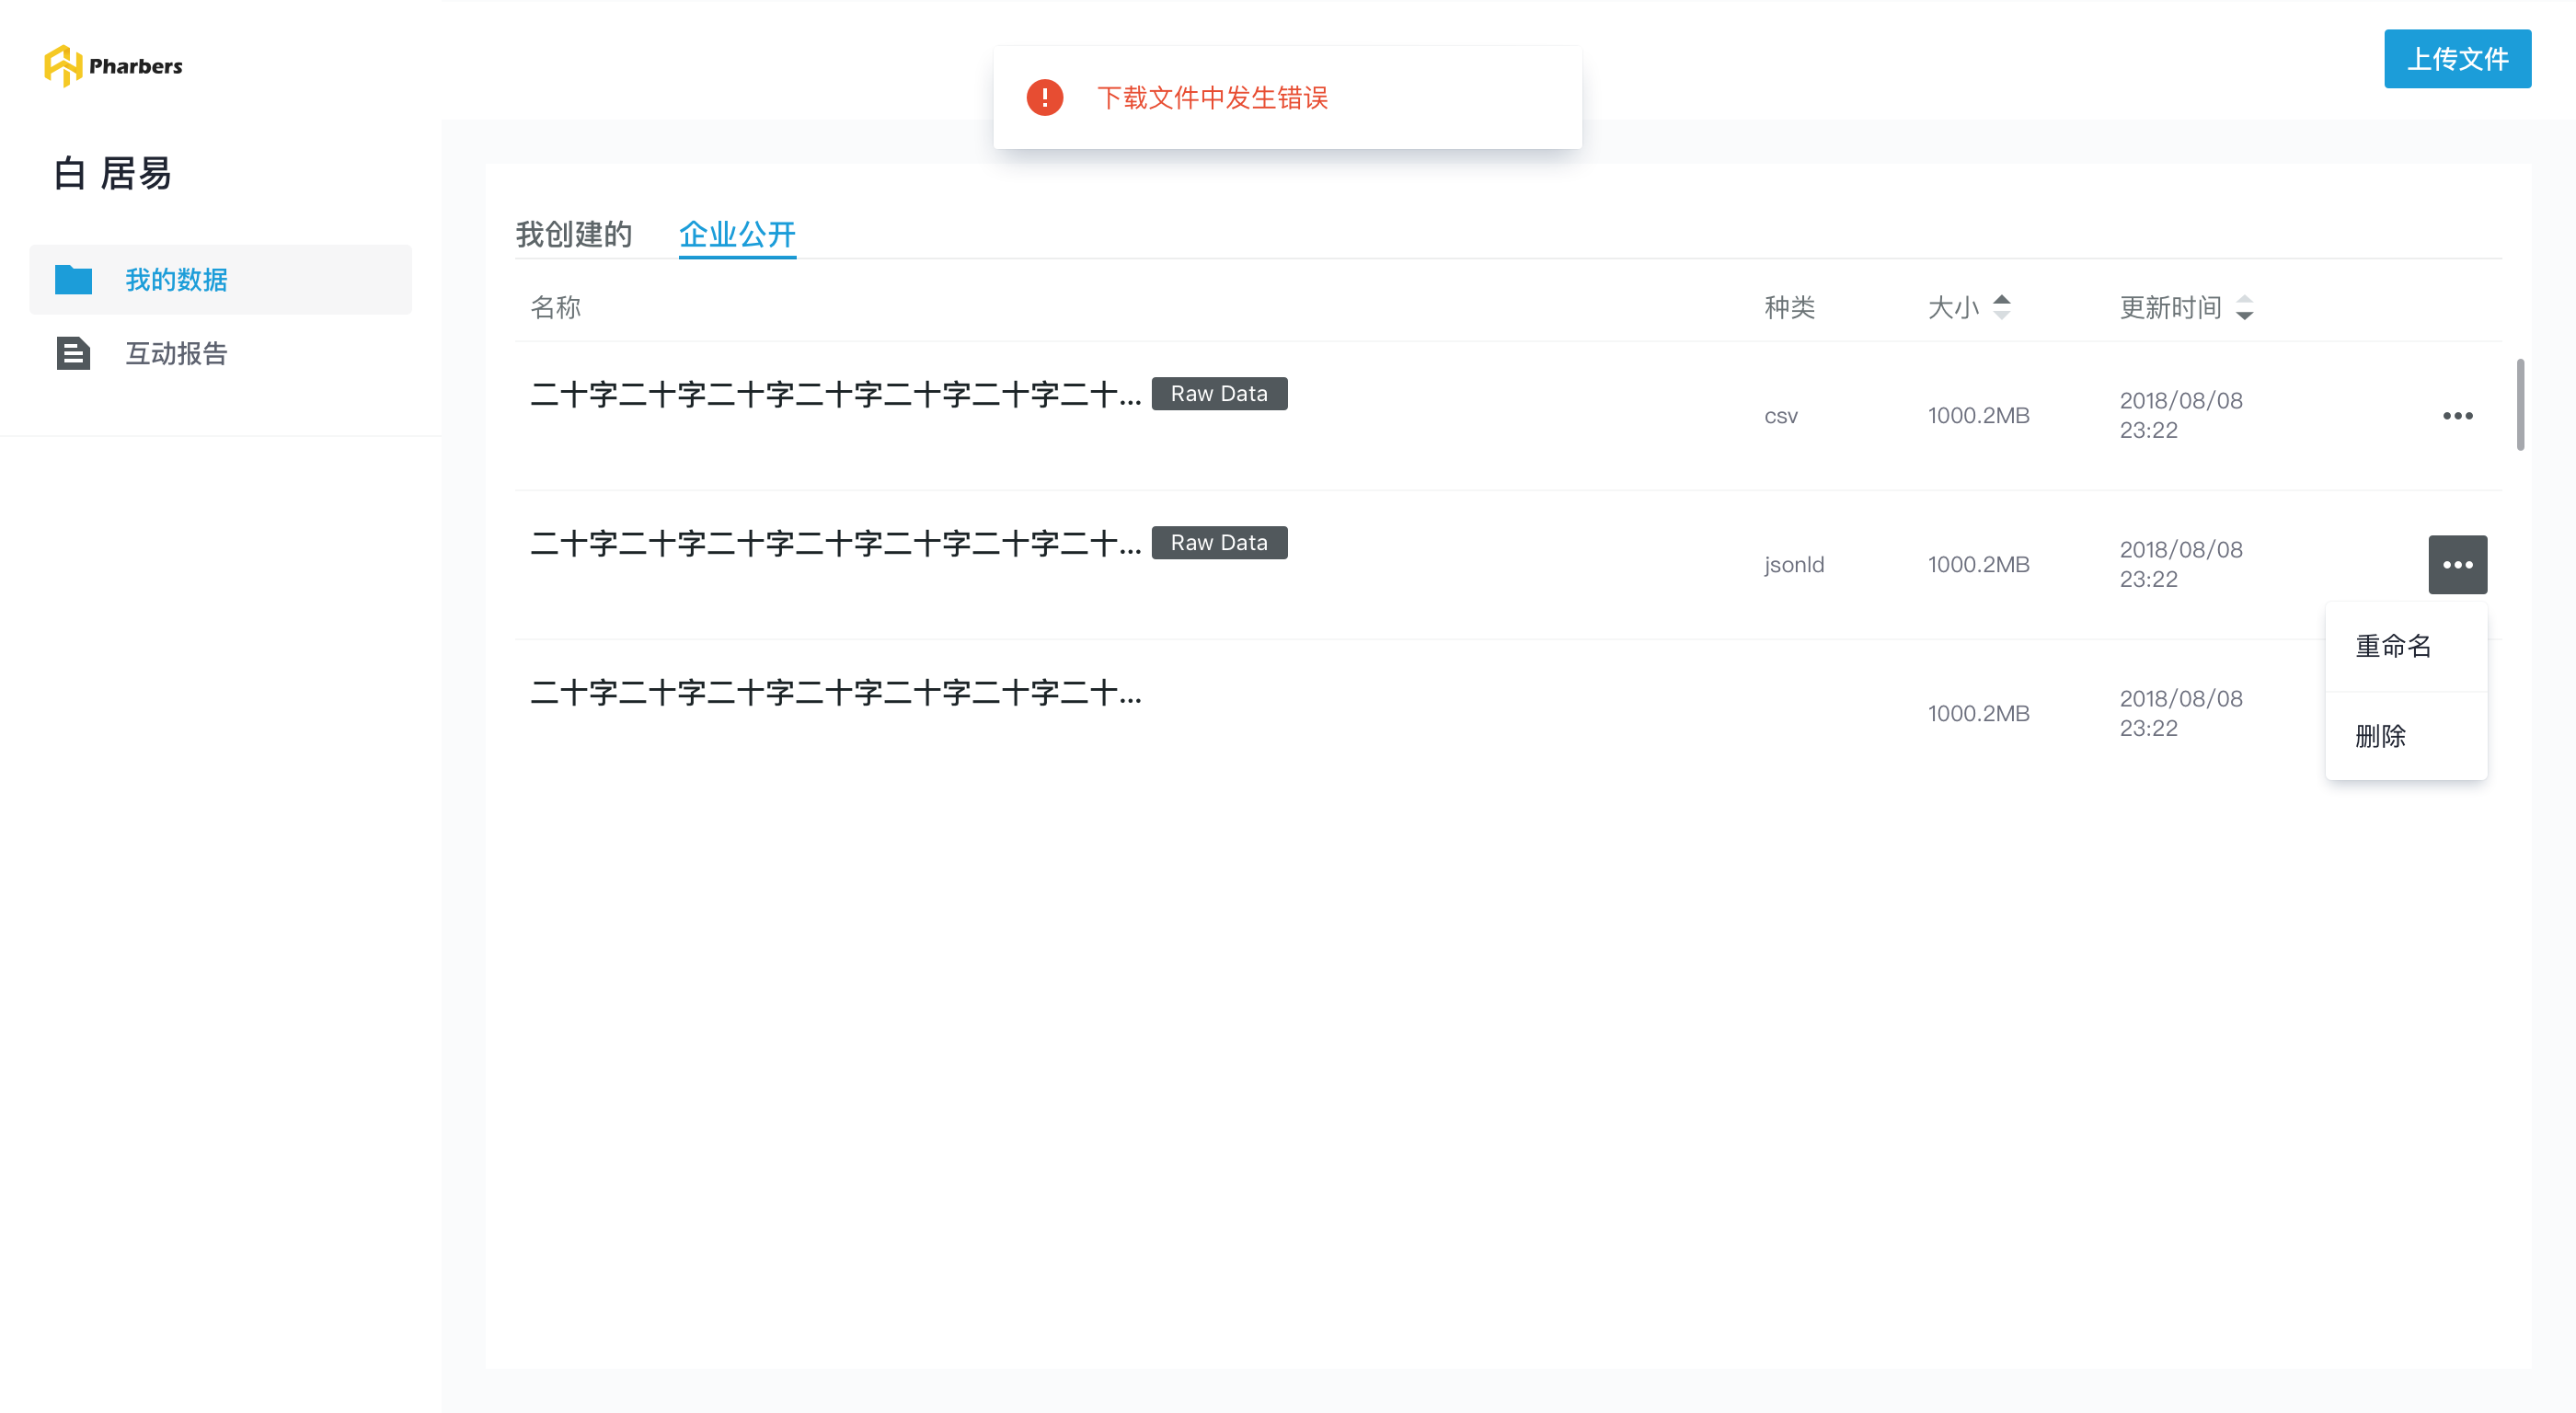 Pharbers
上传文件
下载文件中发生错误
白 居易
我的数据
互动报告
我创建的 企业公开
名称 种类 大小 更新时间
二十字二十字二十字二十字二十字二十字二十... Raw Data csv 1000.2MB 2018/08/08
23:22
二十字二十字二十字二十字二十字二十字二十... Raw Data jsonld 1000.2MB 2018/08/08
23:22
重命名
二十字二十字二十字二十字二十字二十字二十... 1000.2MB 2018/08/08
23:22
删除